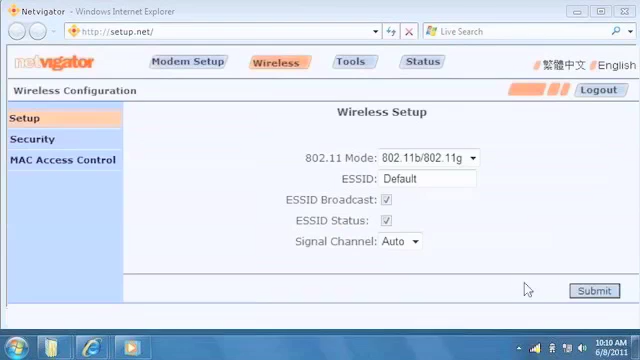 Netvigator - Windows Internet Explorer
http://setup.net/
Live Search
netvigator
Modem Setup
Wireless
Tools
Status
繁體中文
English
Wireless Configuration
Logout
Setup
Security
MAC Access Control
Wireless Setup
802.11 Mode: 802.11b/802.11g
ESSID: Default
ESSID Broadcast:
ESSID Status:
Signal Channel: Auto
Submit
10:10 AM
6/8/2011